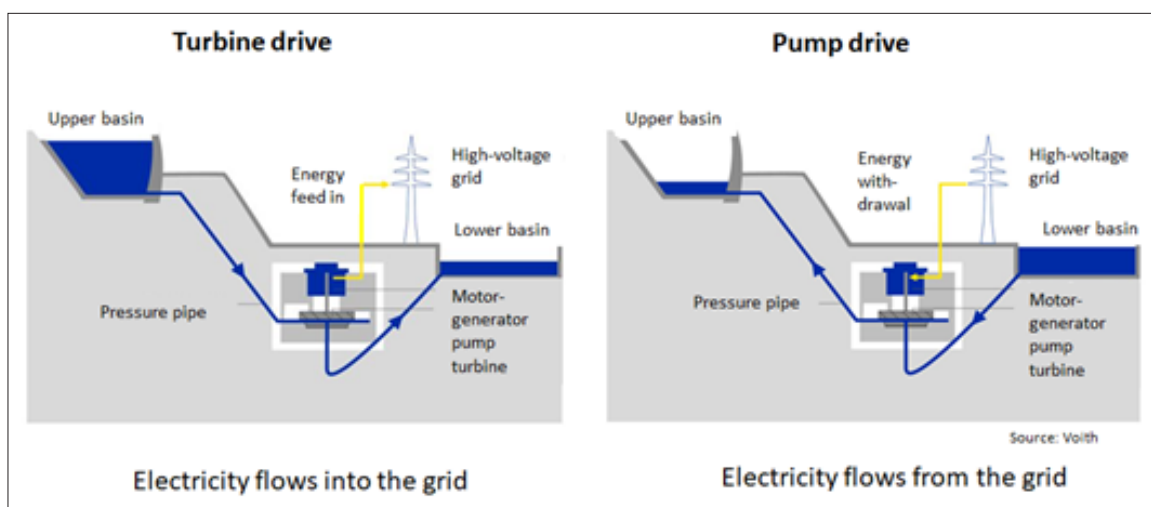 Turbine drive
Upper basin
Energy
feed in
High-voltage
grid
Lower basin
Pressure pipe
Motor-
generator
pump
turbine
Electricity flows into the grid
Pump drive
Upper basin
Energy
with-
drawal
High-voltage
grid
Lower basin
Pressure pipe
Motor-
generator
pump
turbine
Source: Voith
Electricity flows from the grid